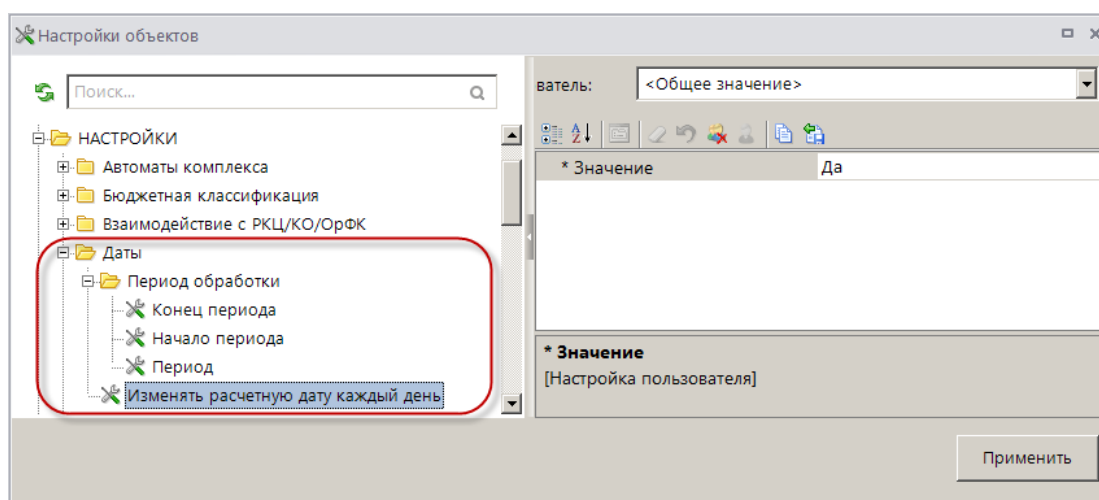 Настройки объектов
Поиск...
НАСТРОЙКИ
Автоматы комплекса
Бюджетная классификация
Взаимодействие с РКЦ/КО/ОрФК
Даты
Период обработки
Конец периода
Начало периода
Период
Изменять расчетную дату каждый день
ватель: <Общее значение>
* Значение Да
* Значение
[Настройка пользователя]
Применить